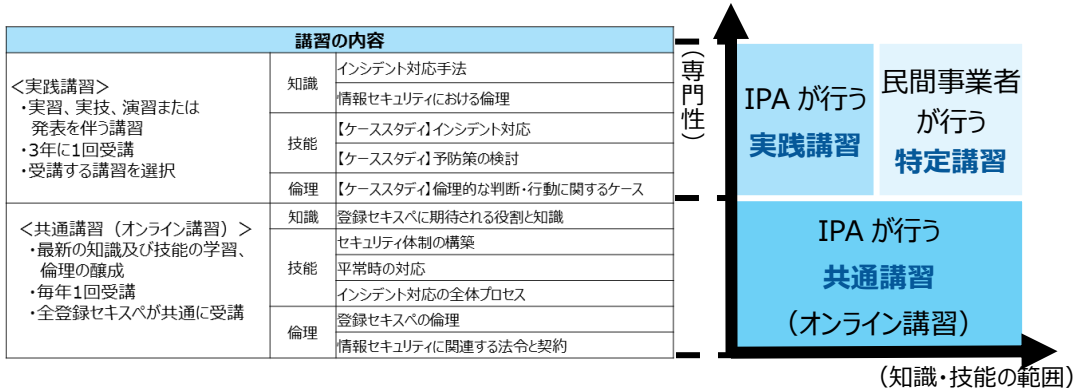 講習の内容
＜実践講習＞
・実習、実技、演習または
発表を伴う講習
・3年に1回受講
・受講する講習を選択
知識
インシデント対応手法
情報セキュリティにおける倫理
技能
【ケーススタディ】インシデント対応
【ケーススタディ】予防策の検討
倫理
【ケーススタディ】倫理的な判断・行動に関するケース
＜共通講習（オンライン講習）＞
・最新の知識及び技能の学習、
倫理の醸成
・毎年1回受講
・全登録セキスペが共通に受講
知識
登録セキスペに期待される役割と知識
技能
セキュリティ体制の構築
平常時の対応
インシデント対応の全体プロセス
倫理
登録セキスペの倫理
情報セキュリティに関連する法令と契約
（専門性）
IPA が行う
実践講習
民間事業者
が行う
特定講習
IPA が行う
共通講習
（オンライン講習）
（知識・技能の範囲）